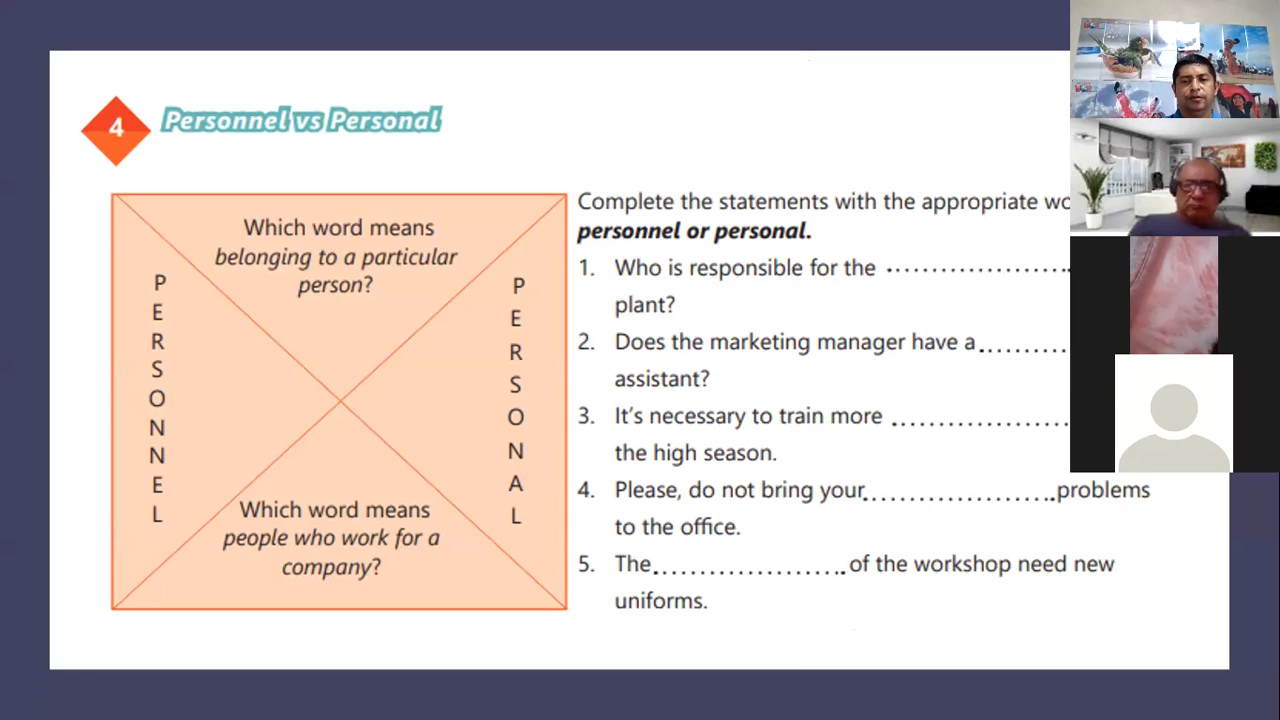 4
Personnel vs Personal
Which word means
belonging to a particular
person?
P
E
R
S
O
N
N
E
L
P
E
R
S
O
N
A
L
Which word means
people who work for a
company?
Complete the statements with the appropriate
personnel or personal.
1. Who is responsible for the ....................
plant?
2. Does the marketing manager have a..........
assistant?
3. It's necessary to train more ....................
the high season.
4. Please, do not bring your.....................problems
to the office.
5. The.....................of the workshop need new
uniforms.